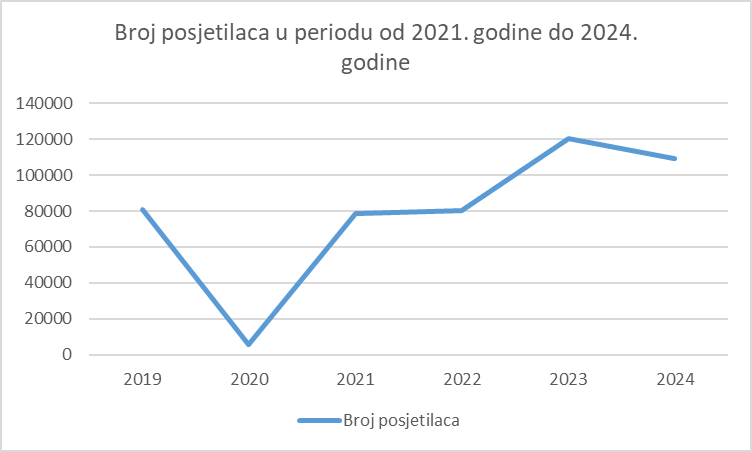 Broj posjetilaca u periodu od 2021. godine do 2024.
godine
140000
120000
100000
80000
60000
40000
20000
0
2019 2020 2021 2022 2023 2024
Broj posjetilaca